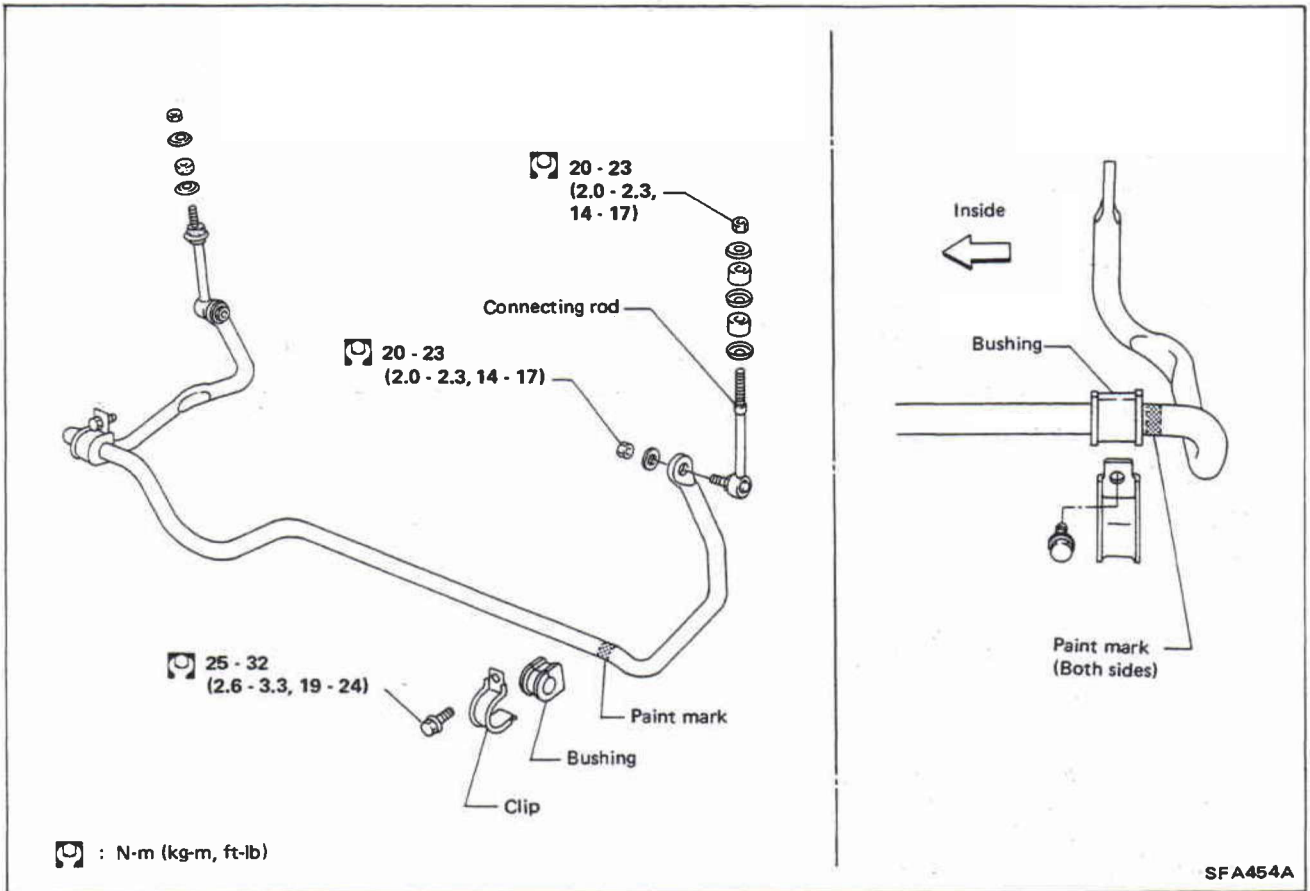 20 - 23
(2.0 - 2.3,
14 - 17)
Connecting rod
20 - 23
(2.0 - 2.3, 14 - 17)
25 - 32
(2.6 - 3.3, 19 - 24)
Paint mark
Bushing
Clip
: N·m (kg-m, ft-lb)
Inside
Bushing
Paint mark
(Both sides)
SFA454A